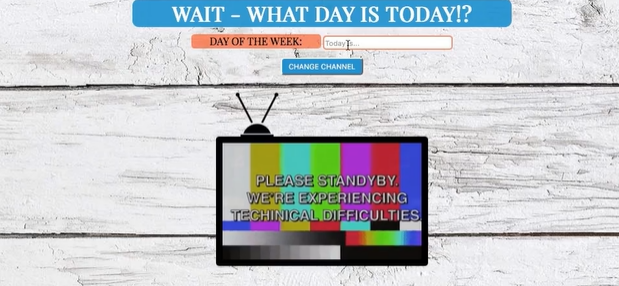 WAIT - WHAT DAY IS TODAY!?
DAY OF THE WEEK:
Today is...
CHANGE CHANNEL
PLEASE STANDYBY.
WE'RE EXPERIENCING
TECHINICAL DIFFICULTIES